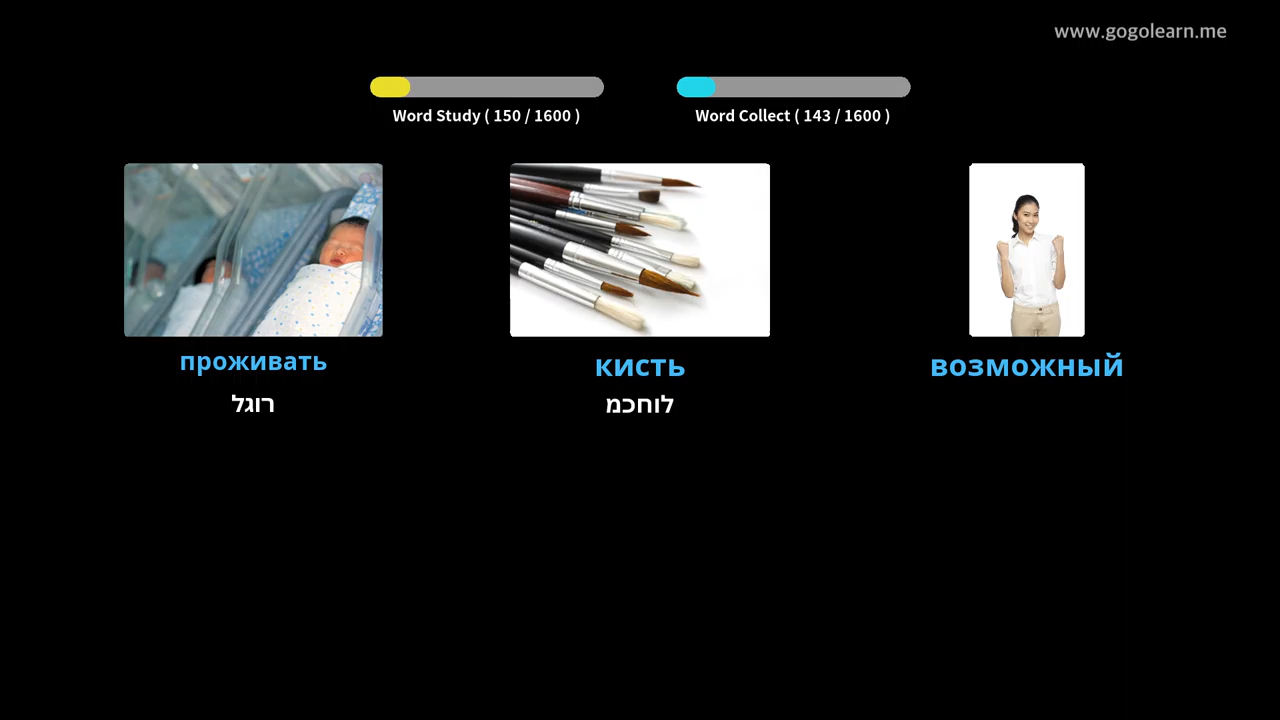 www.gogolearn.me
Word Study ( 150 / 1600 )
Word Collect ( 143 / 1600 )
проживать
רוגל
кисть
לוחכמ
возможный